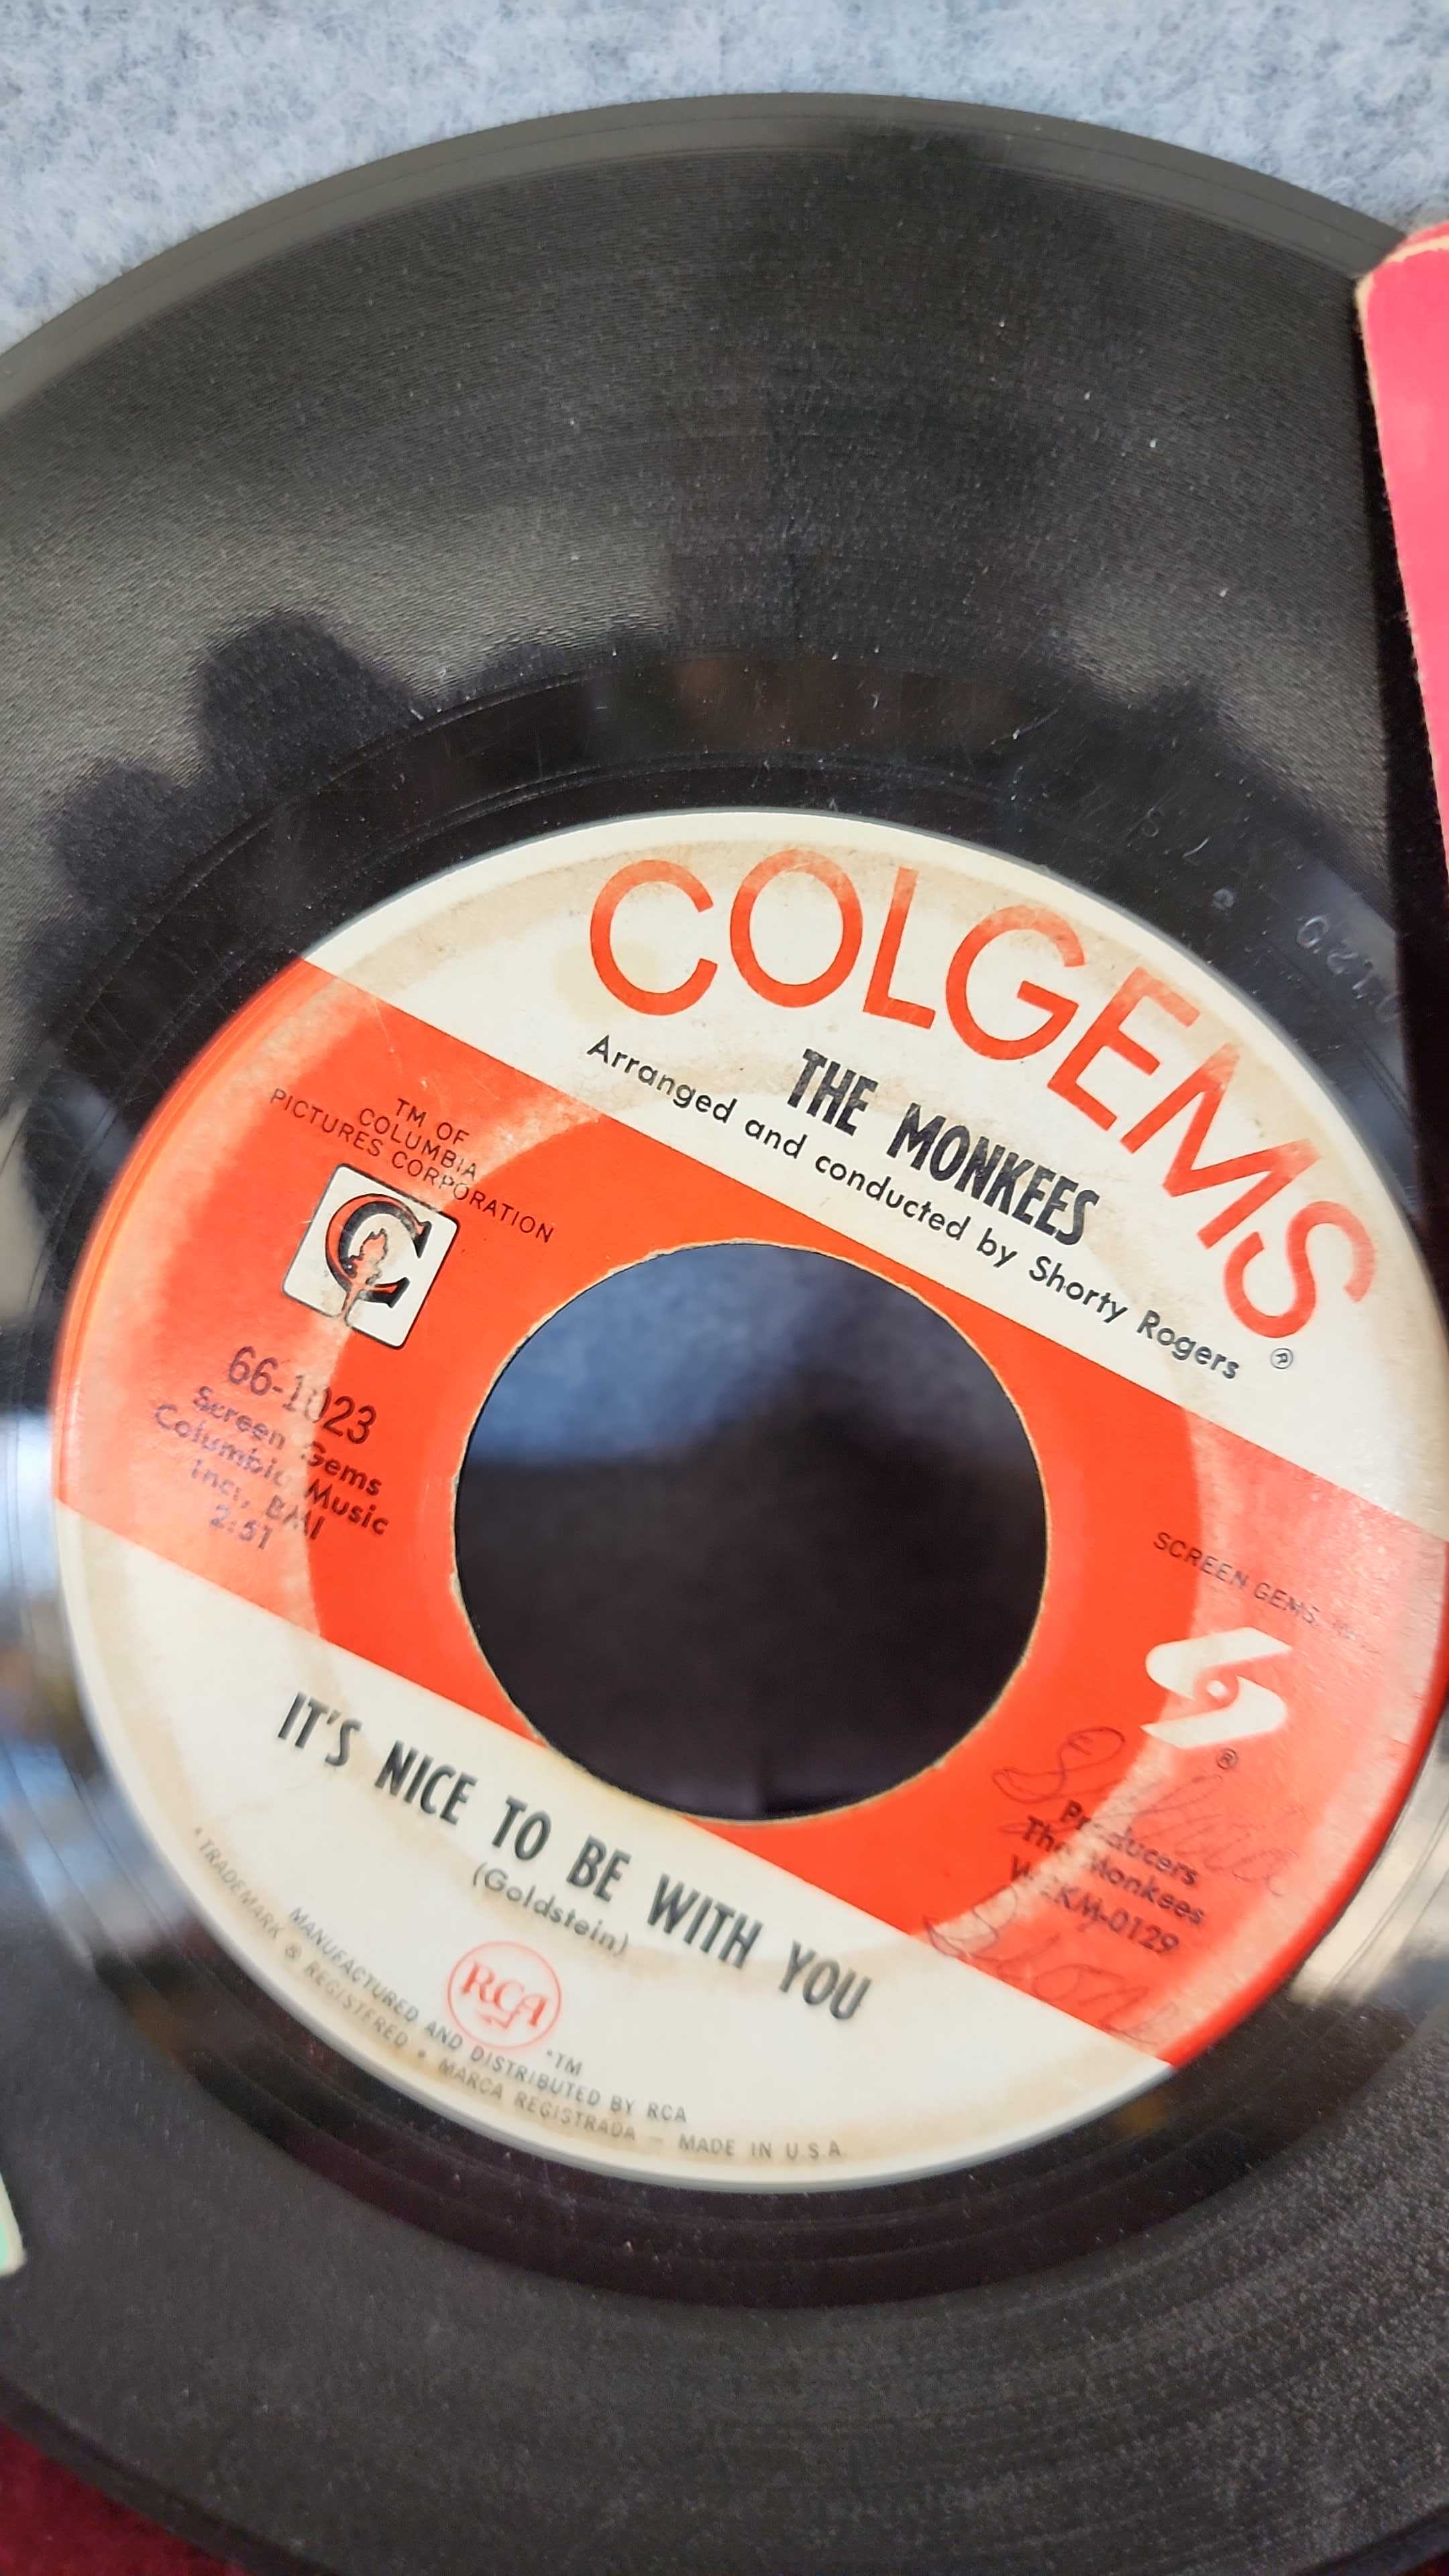 COLGEMS ®
THE MONKEES
Arranged and conducted by Shorty Rogers
TM OF
COLUMBIA
PICTURES CORPORATION
C
66-1023
Screen Gems
Columbia Music
Inc., BMI
2:51
SCREEN GEMS,
®
Producers
The Monkees
WZKM-0129
IT'S NICE TO BE WITH YOU
(Goldstein)
RCA
*TM
MANUFACTURED AND DISTRIBUTED BY RCA
*TRADEMARK ® REGISTERED • MARCA REGISTRADA — MADE IN U.S.A.